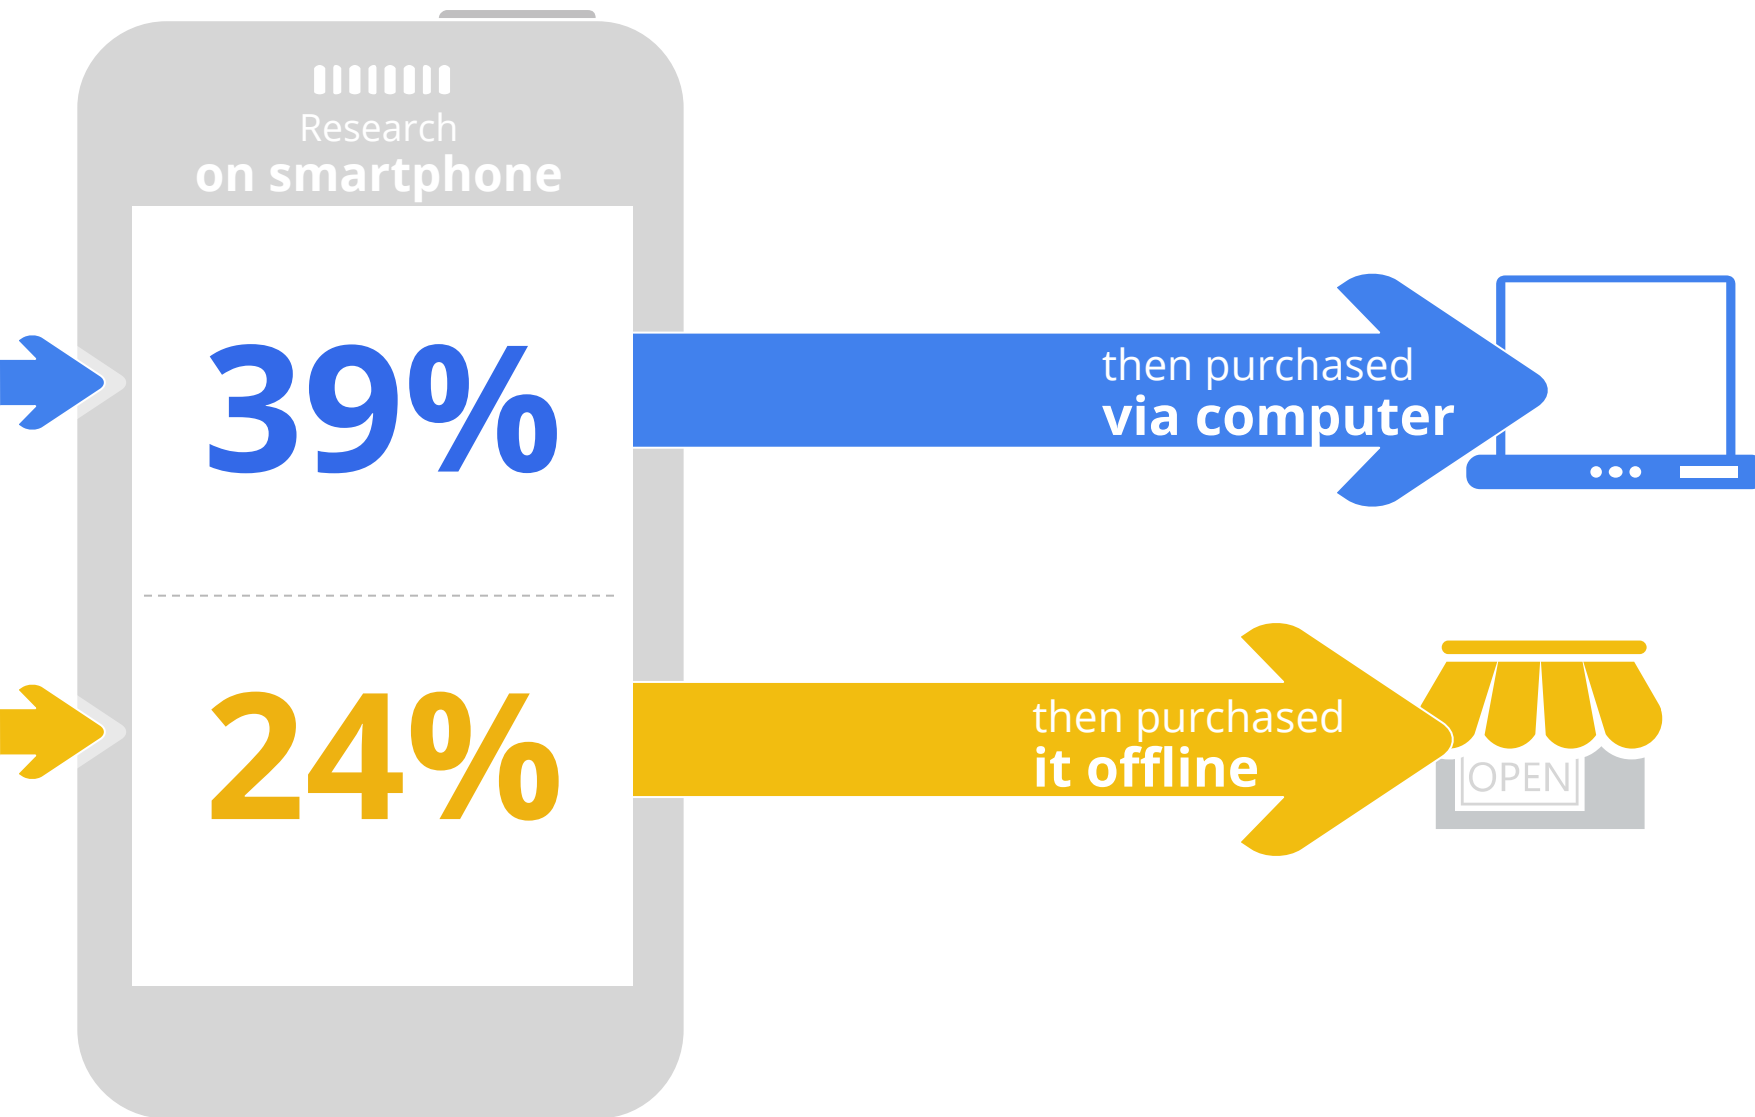 Research
on smartphone
39%
then purchased
via computer
24%
then purchased
it offline
OPEN